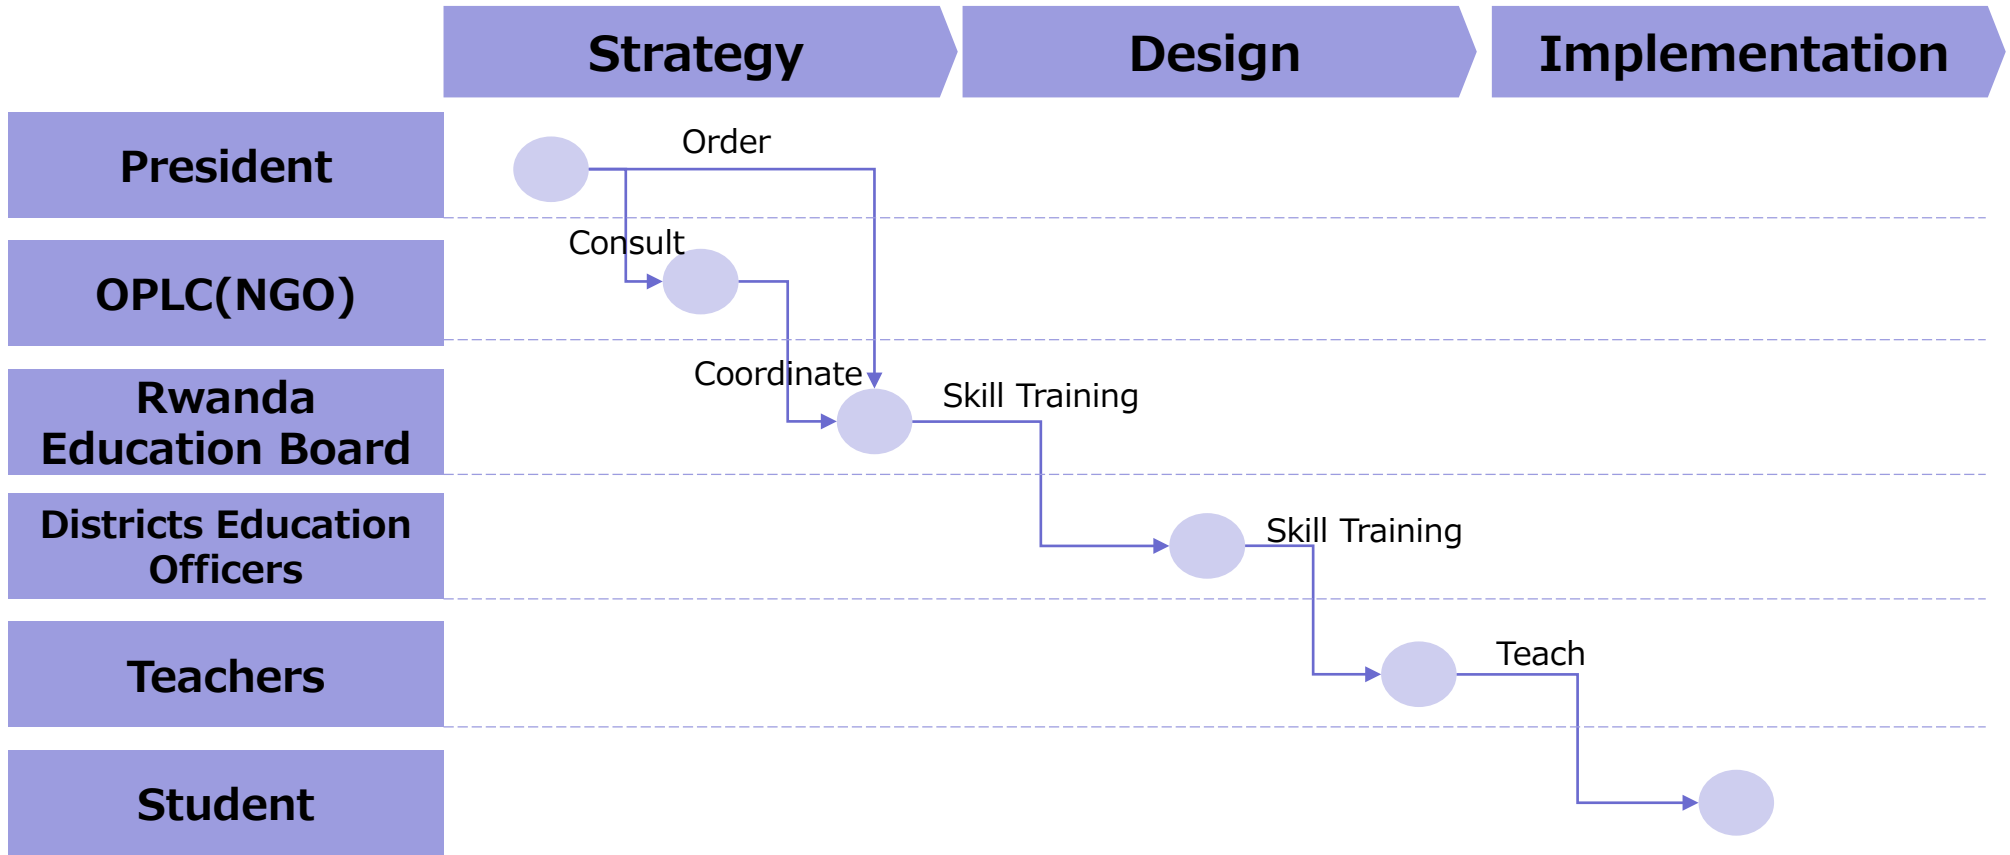 Strategy
Design
Implementation
President
Order
OPLC(NGO)
Consult
Rwanda
Education Board
Coordinate
Skill Training
Districts Education
Officers
Skill Training
Teachers
Teach
Student